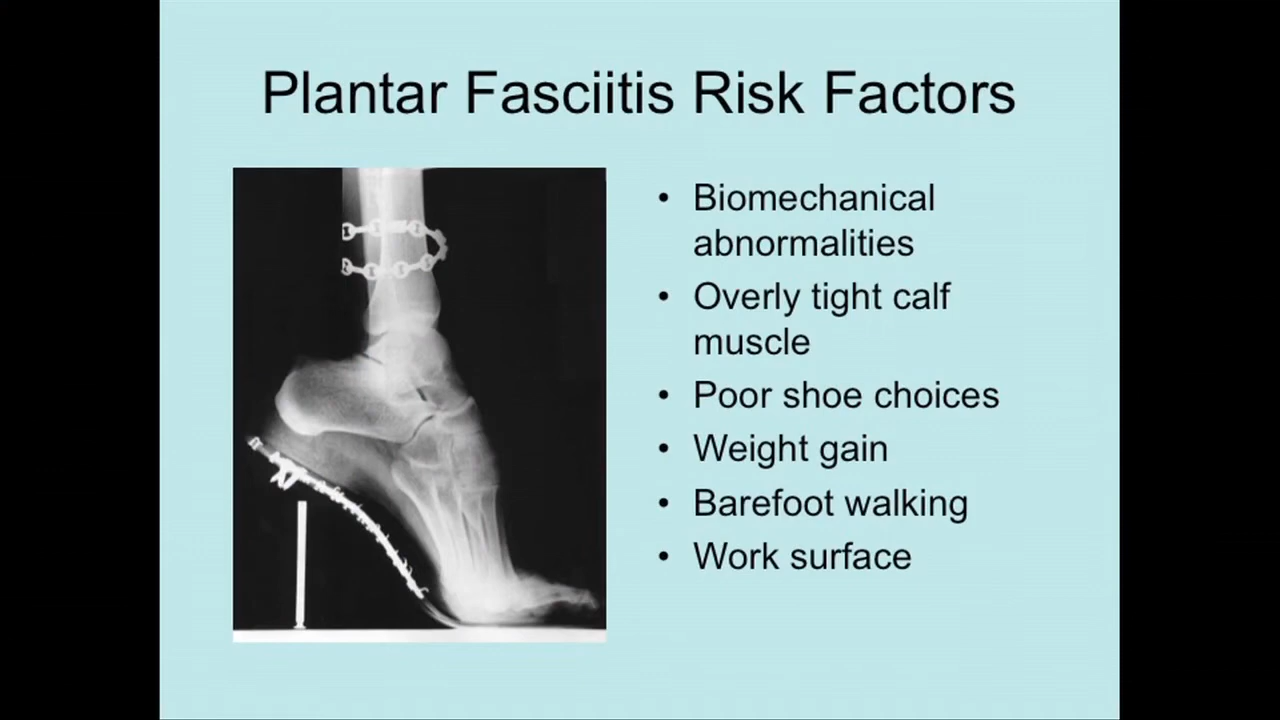 Plantar Fasciitis Risk Factors
• Biomechanical
abnormalities
• Overly tight calf
muscle
• Poor shoe choices
• Weight gain
• Barefoot walking
• Work surface